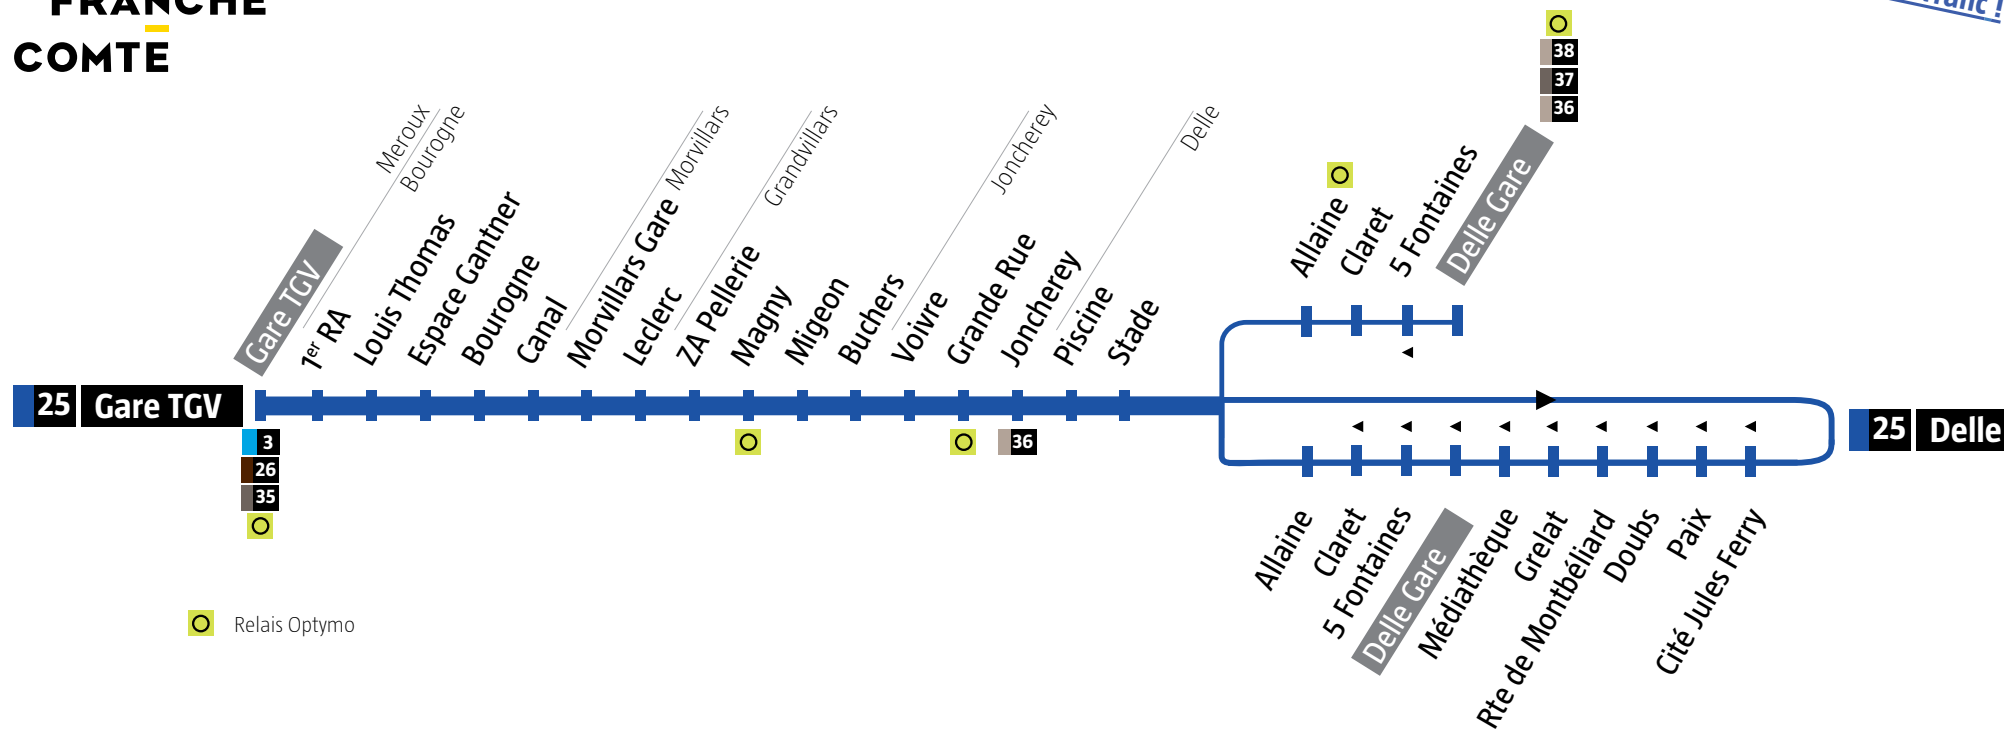 FRANCHE
COMTE
franc !
38
37
36
Meroux
Bourogne
Morvillars
Grandvillars
Joncherey
Delle
Gare TGV
1er RA
Louis Thomas
Espace Gantner
Bourogne
Canal
Morvillars Gare
Leclerc
ZA Pellerie
Magny
Migeon
Buchers
Voivre
Grande Rue
Joncherey
Piscine
Stade
Allaine
Claret
5 Fontaines
Delle Gare
25 Gare TGV
25 Delle
3
26
35
36
Allaine
Claret
5 Fontaines
Delle Gare
Médiathèque
Grelat
Rte de Montbéliard
Doubs
Paix
Cité Jules Ferry
Relais Optymo